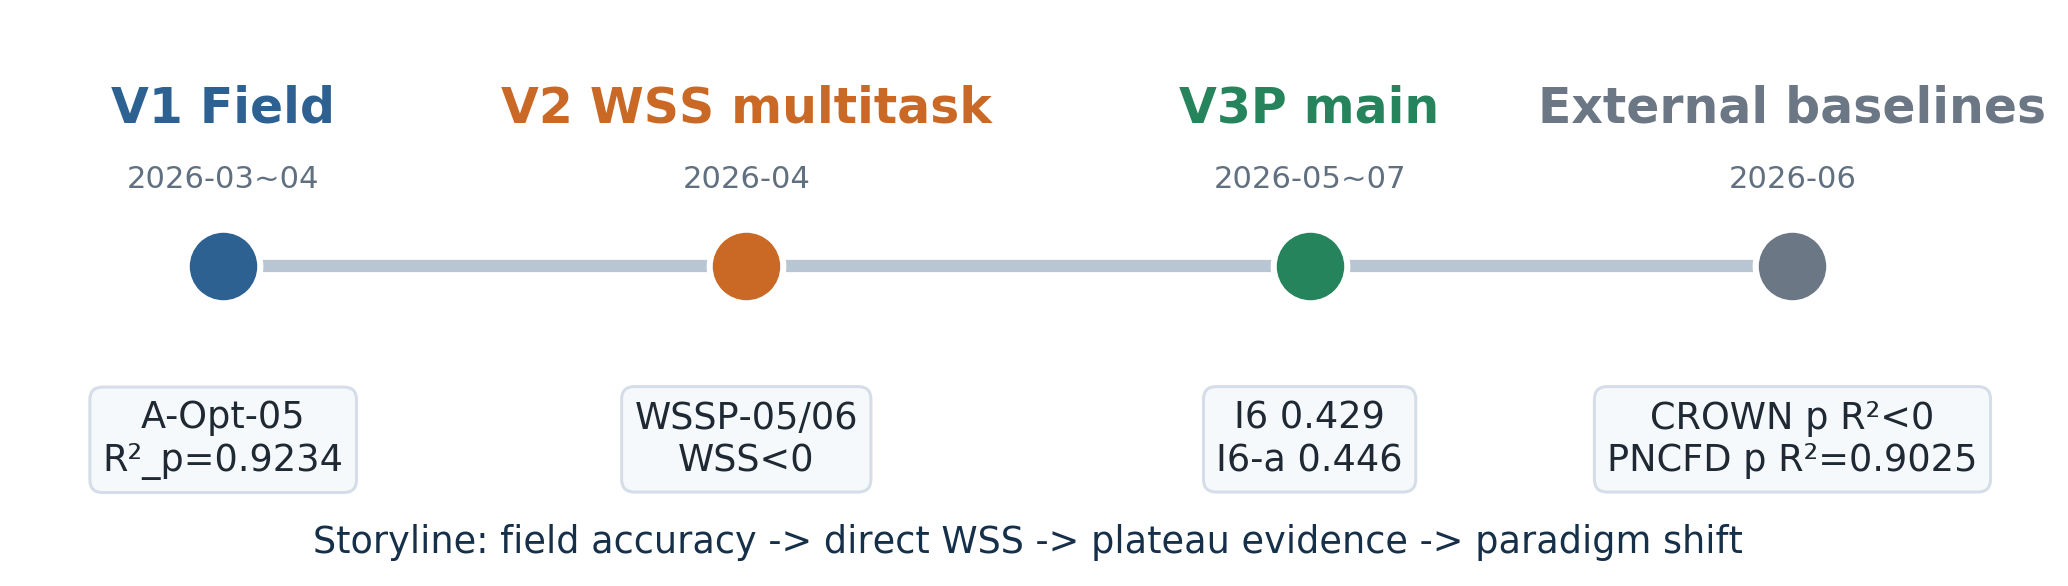 V1 Field
V2 WSS multitask
V3P main
External baselines
2026-03~04
2026-04
2026-05~07
2026-06
A-Opt-05
R²_p=0.9234
WSSP-05/06
WSS<0
I6 0.429
I6-a 0.446
CROWN p R²<0
PNCFD p R²=0.9025
Storyline: field accuracy -> direct WSS -> plateau evidence -> paradigm shift